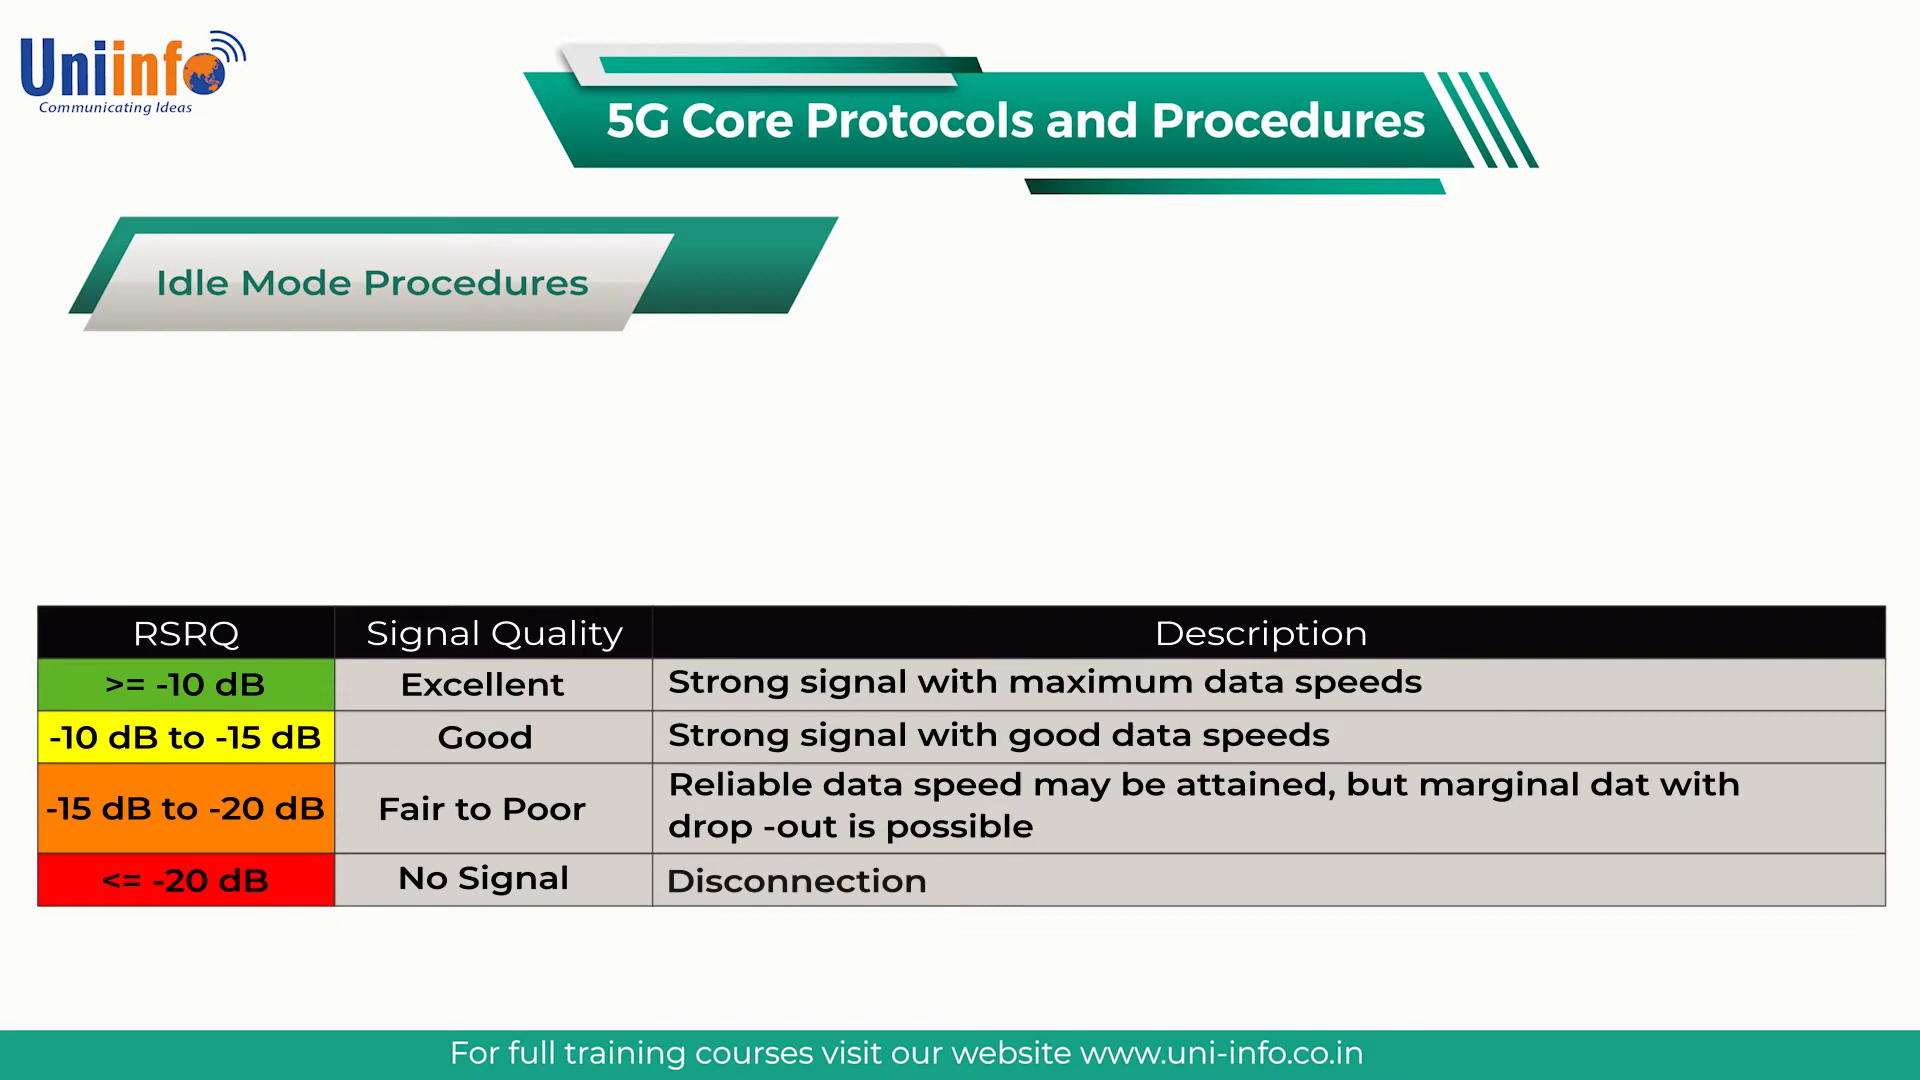 Uniinfo
Communicating Ideas
5G Core Protocols and Procedures
Idle Mode Procedures
RSRQ Signal Quality Description
>= -10 dB Excellent Strong signal with maximum data speeds
-10 dB to -15 dB Good Strong signal with good data speeds
-15 dB to -20 dB Fair to Poor Reliable data speed may be attained, but marginal dat with
drop -out is possible
<= -20 dB No Signal Disconnection
For full training courses visit our website www.uni-info.co.in